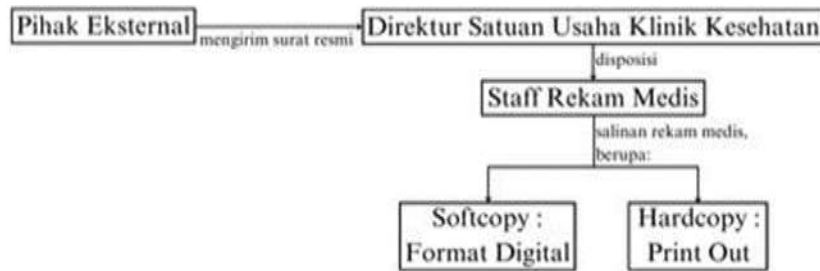 Pihak Eksternal
mengirim surat resmi
Direktur Satuan Usaha Klinik Kesehatan
disposisi
Staff Rekam Medis
salinan rekam medis,
berupa:
Softcopy :
Format Digital
Hardcopy :
Print Out